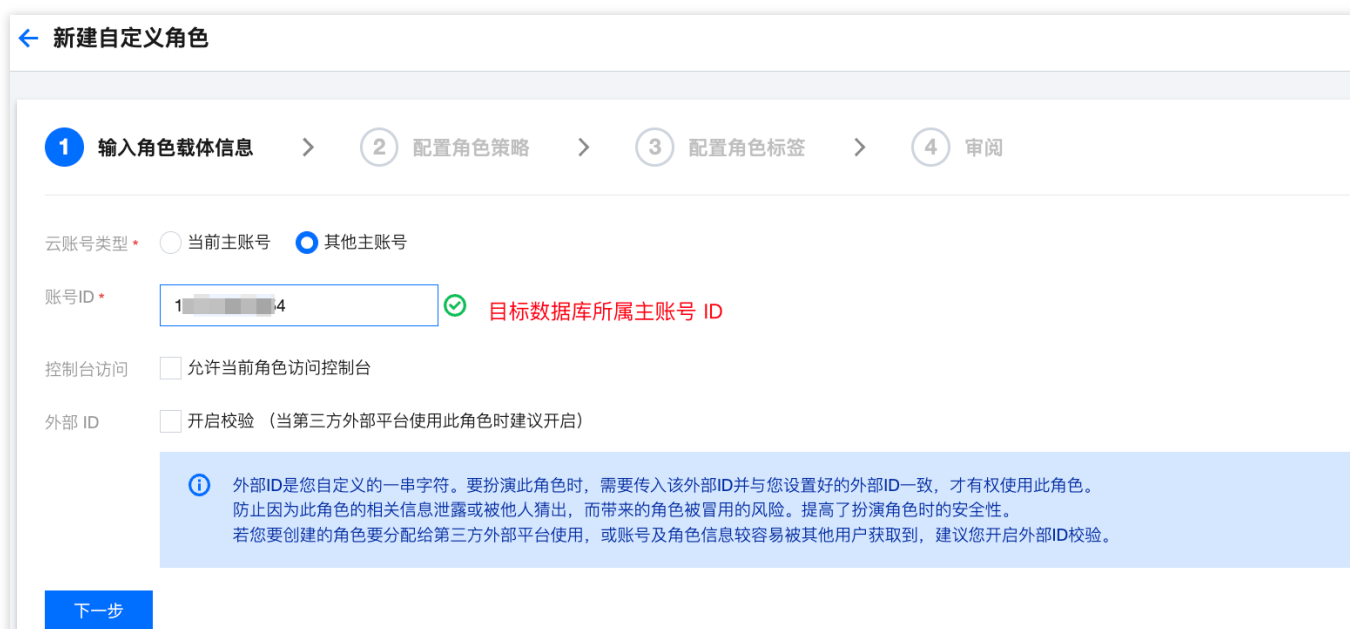 新建自定义角色
1 输入角色载体信息 > 2 配置角色策略 > 3 配置角色标签 > 4 审阅
云账号类型 * 当前主账号 其他主账号
账号ID * 1 4 目标数据库所属主账号 ID
控制台访问 允许当前角色访问控制台
外部 ID 开启校验 （当第三方外部平台使用此角色时建议开启）
外部ID是您自定义的一串字符。要扮演此角色时，需要传入该外部ID并与您设置好的外部ID一致，才有权使用此角色。
防止因为此角色的相关信息泄露或被他人猜出，而带来的角色被冒用的风险。提高了扮演角色时的安全性。
若您要创建的角色要分配给第三方外部平台使用，或账号及角色信息较容易被其他用户获取到，建议您开启外部ID校验。
下一步